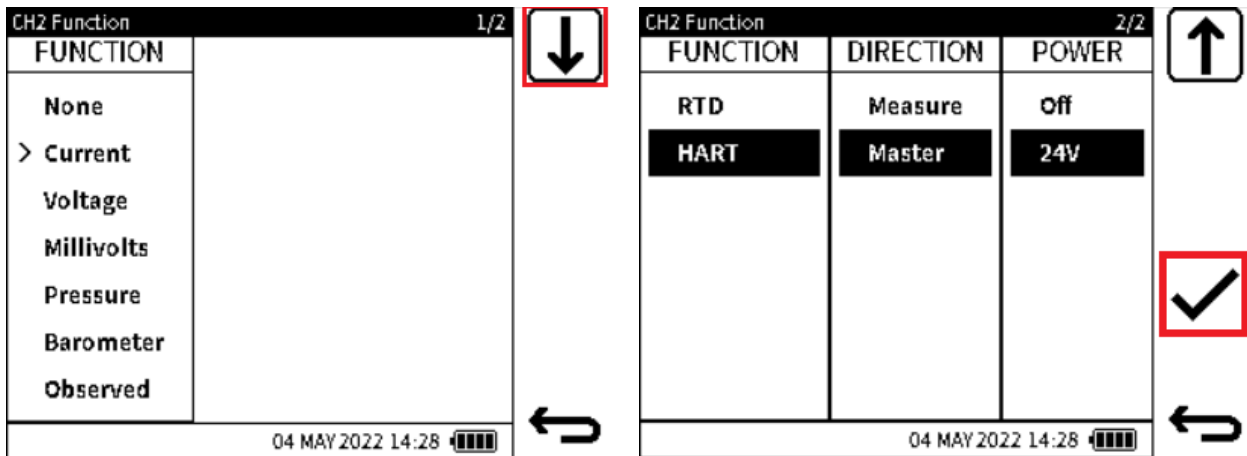 CH2 Function 1/2
FUNCTION
None
> Current
Voltage
Millivolts
Pressure
Barometer
Observed
04 MAY 2022 14:28
CH2 Function 2/2
FUNCTION DIRECTION POWER
RTD Measure Off
HART Master 24V
04 MAY 2022 14:28